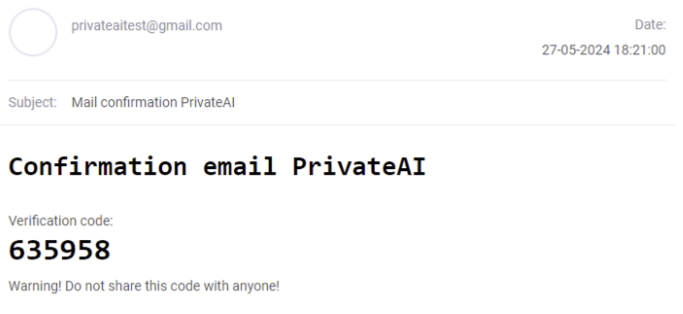 privateaitest@gmail.com
Date:
27-05-2024 18:21:00
Subject: Mail confirmation PrivateAI
Confirmation email PrivateAI
Verification code:
635958
Warning! Do not share this code with anyone!